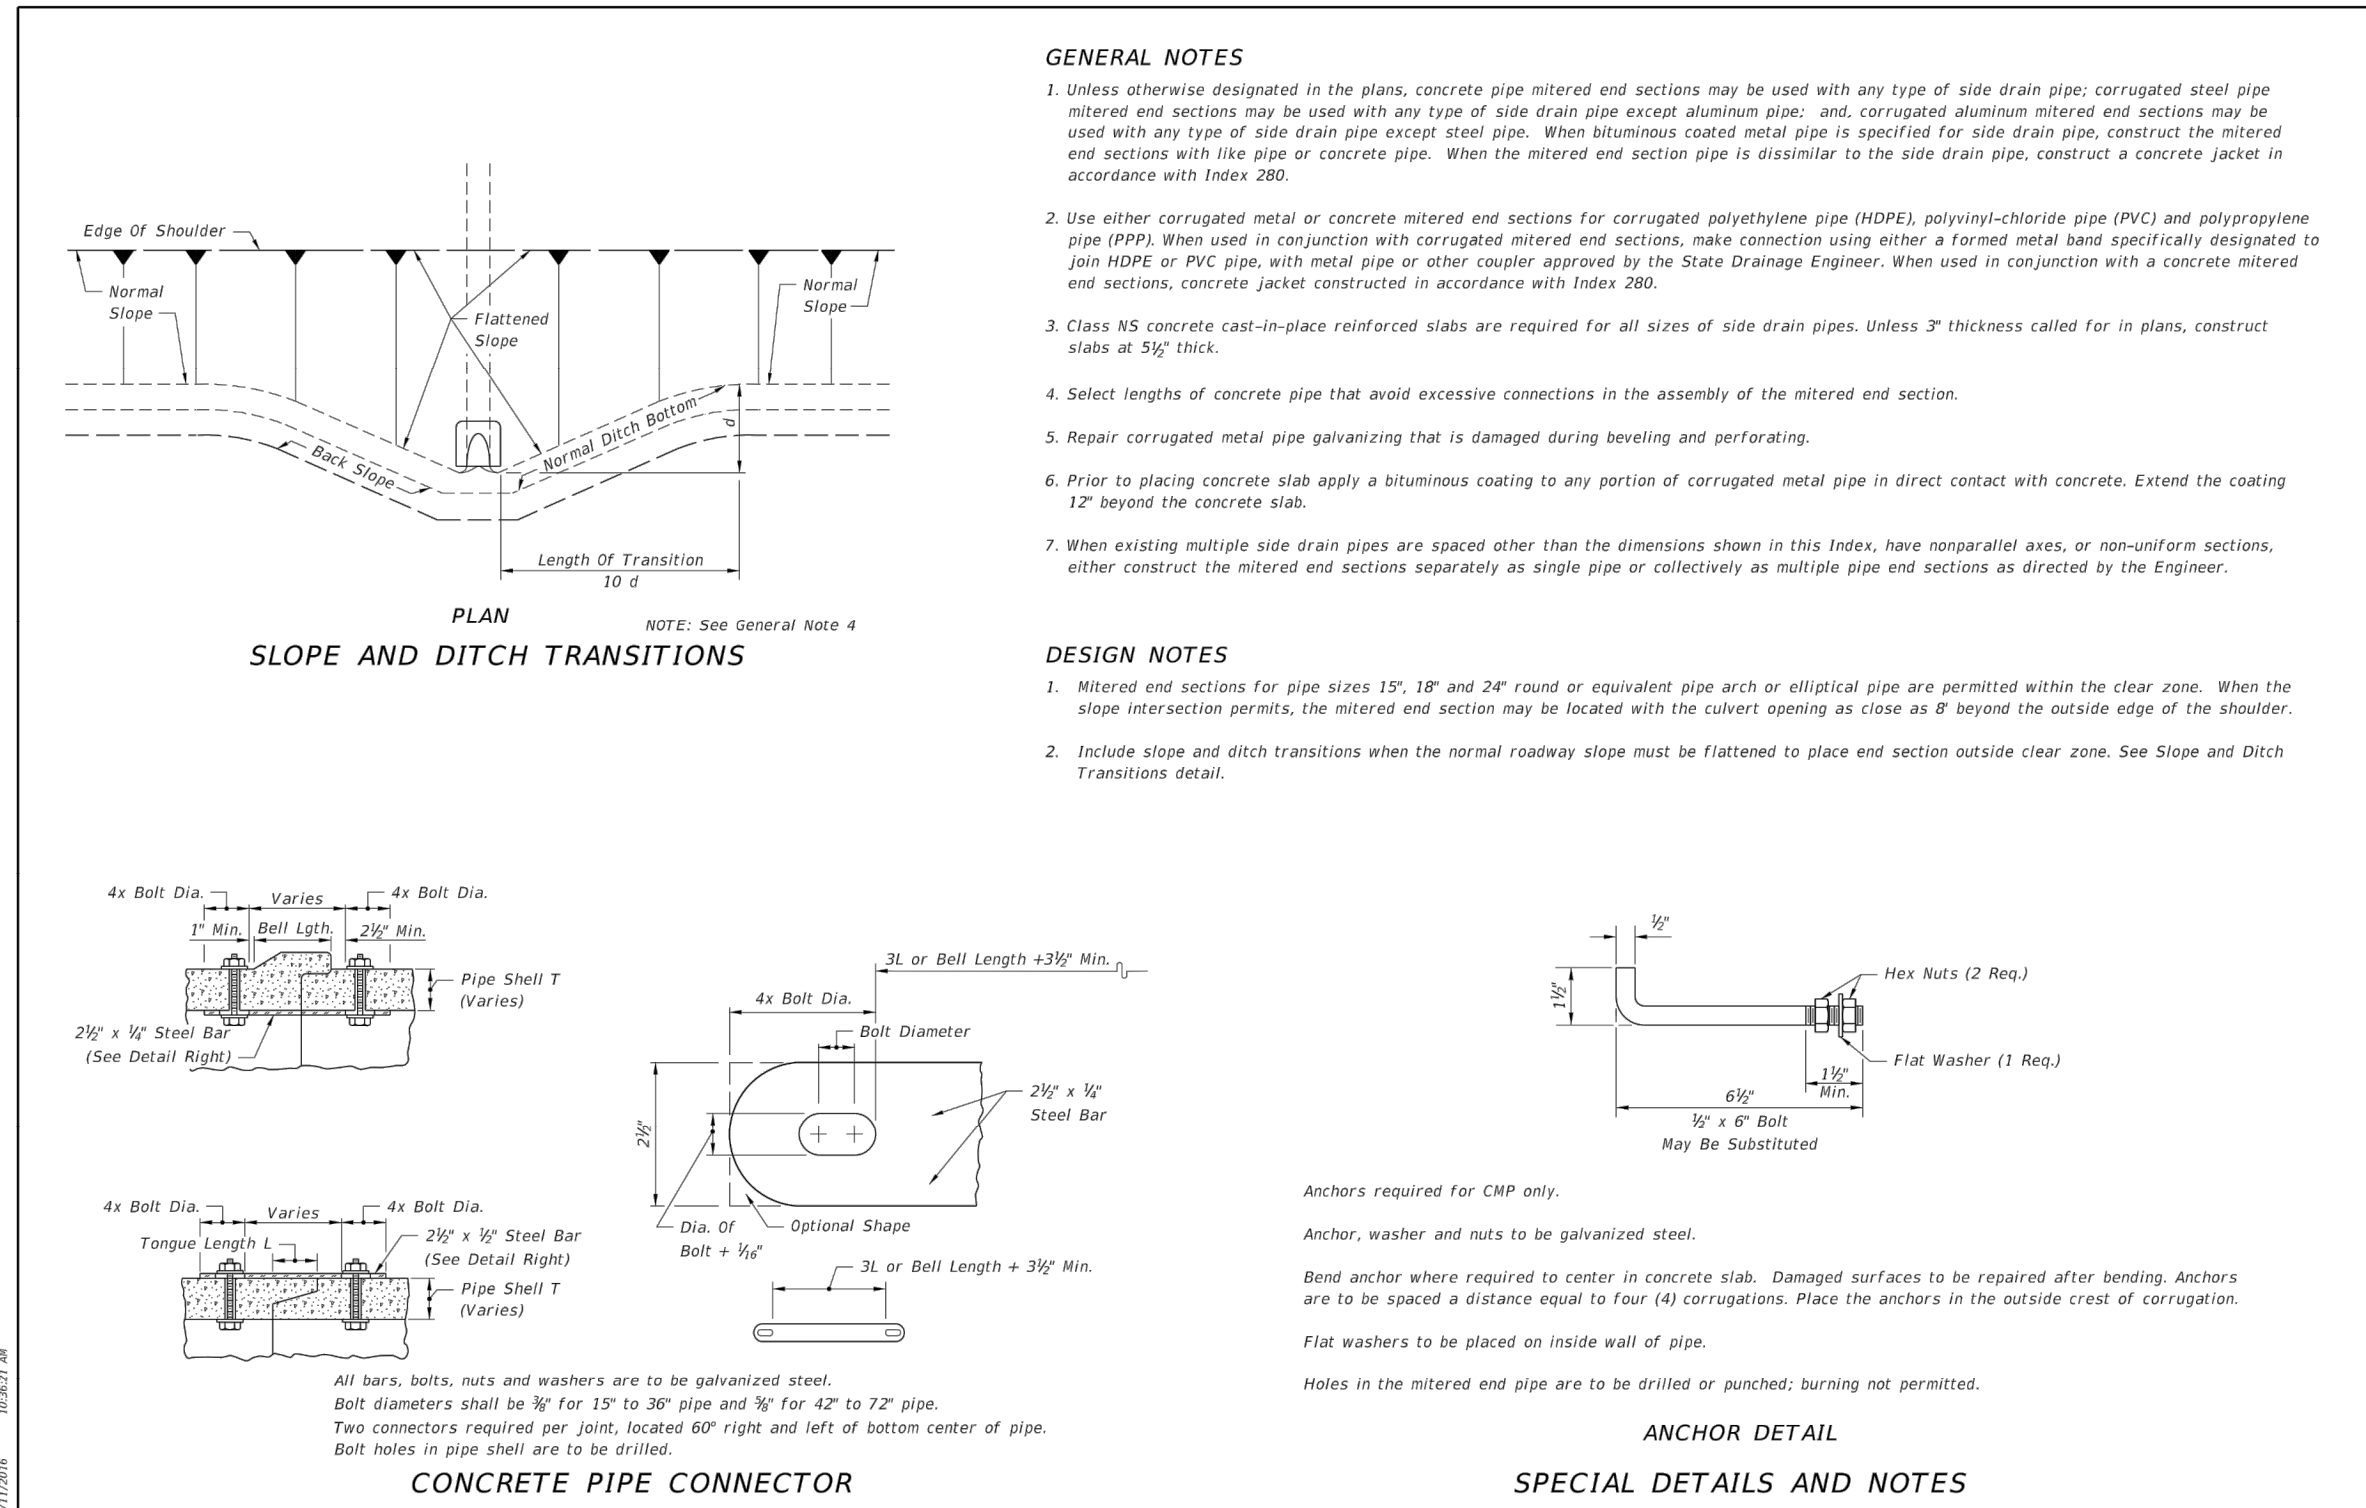 Edge Of Shoulder
Normal
Slope
Normal
Slope
Flattened
Slope
Back Slope
Normal Ditch Bottom
d
Length Of Transition
10 d
PLAN
NOTE: See General Note 4
SLOPE AND DITCH TRANSITIONS
GENERAL NOTES
1. Unless otherwise designated in the plans, concrete pipe mitered end sections may be used with any type of side drain pipe; corrugated steel pipe
mitered end sections may be used with any type of side drain pipe except aluminum pipe; and, corrugated aluminum mitered end sections may be
used with any type of side drain pipe except steel pipe. When bituminous coated metal pipe is specified for side drain pipe, construct the mitered
end sections with like pipe or concrete pipe. When the mitered end section pipe is dissimilar to the side drain pipe, construct a concrete jacket in
accordance with Index 280.
2. Use either corrugated metal or concrete mitered end sections for corrugated polyethylene pipe (HDPE), polyvinyl-chloride pipe (PVC) and polypropylene
pipe (PPP). When used in conjunction with corrugated mitered end sections, make connection using either a formed metal band specifically designated to
join HDPE or PVC pipe, with metal pipe or other coupler approved by the State Drainage Engineer. When used in conjunction with a concrete mitered
end sections, concrete jacket constructed in accordance with Index 280.
3. Class NS concrete cast-in-place reinforced slabs are required for all sizes of side drain pipes. Unless 3" thickness called for in plans, construct
slabs at 5½" thick.
4. Select lengths of concrete pipe that avoid excessive connections in the assembly of the mitered end section.
5. Repair corrugated metal pipe galvanizing that is damaged during beveling and perforating.
6. Prior to placing concrete slab apply a bituminous coating to any portion of corrugated metal pipe in direct contact with concrete. Extend the coating
12" beyond the concrete slab.
7. When existing multiple side drain pipes are spaced other than the dimensions shown in this Index, have nonparallel axes, or non-uniform sections,
either construct the mitered end sections separately as single pipe or collectively as multiple pipe end sections as directed by the Engineer.
DESIGN NOTES
1. Mitered end sections for pipe sizes 15", 18" and 24" round or equivalent pipe arch or elliptical pipe are permitted within the clear zone. When the
slope intersection permits, the mitered end section may be located with the culvert opening as close as 8' beyond the outside edge of the shoulder.
2. Include slope and ditch transitions when the normal roadway slope must be flattened to place end section outside clear zone. See Slope and Ditch
Transitions detail.
4x Bolt Dia.
Varies
4x Bolt Dia.
1" Min.
Bell Lgth.
2½" Min.
Pipe Shell T
(Varies)
2½" x ¼" Steel Bar
(See Detail Right)
4x Bolt Dia.
Varies
4x Bolt Dia.
Tongue Length L
2½" x ½" Steel Bar
(See Detail Right)
Pipe Shell T
(Varies)
3L or Bell Length +3½" Min.
4x Bolt Dia.
Bolt Diameter
2½"
2½" x ¼"
Steel Bar
Dia. Of
Bolt + 1/16"
Optional Shape
3L or Bell Length + 3½" Min.
All bars, bolts, nuts and washers are to be galvanized steel.
Bolt diameters shall be ⅜" for 15" to 36" pipe and ⅝" for 42" to 72" pipe.
Two connectors required per joint, located 60° right and left of bottom center of pipe.
Bolt holes in pipe shell are to be drilled.
CONCRETE PIPE CONNECTOR
½"
1½"
Hex Nuts (2 Req.)
Flat Washer (1 Req.)
1½"
Min.
6½"
½" x 6" Bolt
May Be Substituted
Anchors required for CMP only.
Anchor, washer and nuts to be galvanized steel.
Bend anchor where required to center in concrete slab. Damaged surfaces to be repaired after bending. Anchors
are to be spaced a distance equal to four (4) corrugations. Place the anchors in the outside crest of corrugation.
Flat washers to be placed on inside wall of pipe.
Holes in the mitered end pipe are to be drilled or punched; burning not permitted.
ANCHOR DETAIL
SPECIAL DETAILS AND NOTES
10:36:21 AM